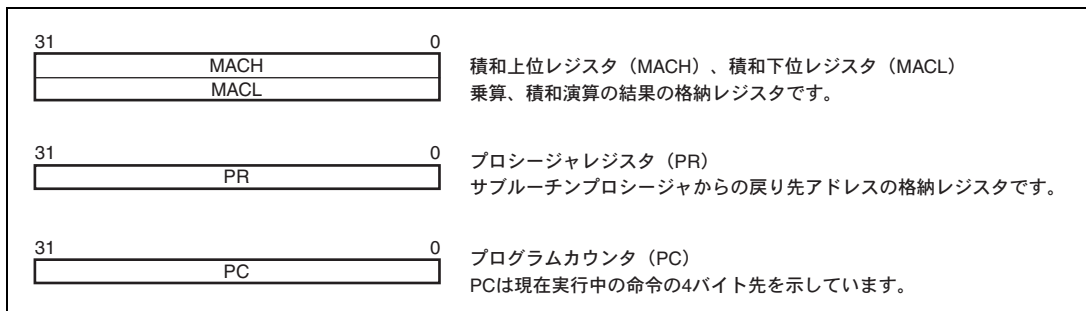 31 0
MACH
MACL
積和上位レジスタ（MACH）、積和下位レジスタ（MACL）
乗算、積和演算の結果の格納レジスタです。
31 0
PR
プロシージャレジスタ（PR）
サブルーチンプロシージャからの戻り先アドレスの格納レジスタです。
31 0
PC
プログラムカウンタ（PC）
PCは現在実行中の命令の4バイト先を示しています。